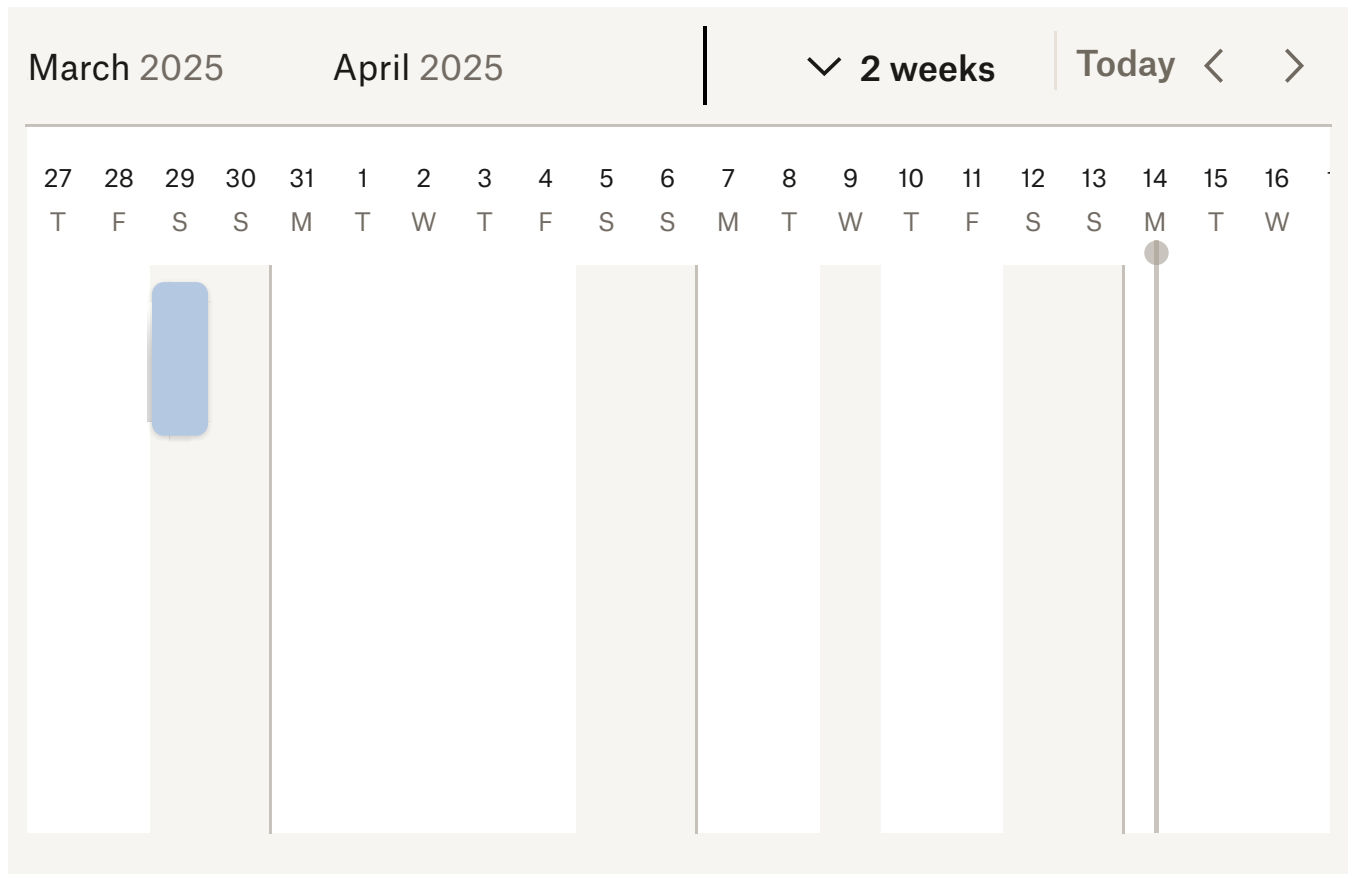 March 2025 April 2025 2 weeks Today
27 28 29 30 31 1 2 3 4 5 6 7 8 9 10 11 12 13 14 15 16
T F S S M T W T F S S M T W T F S S M T W